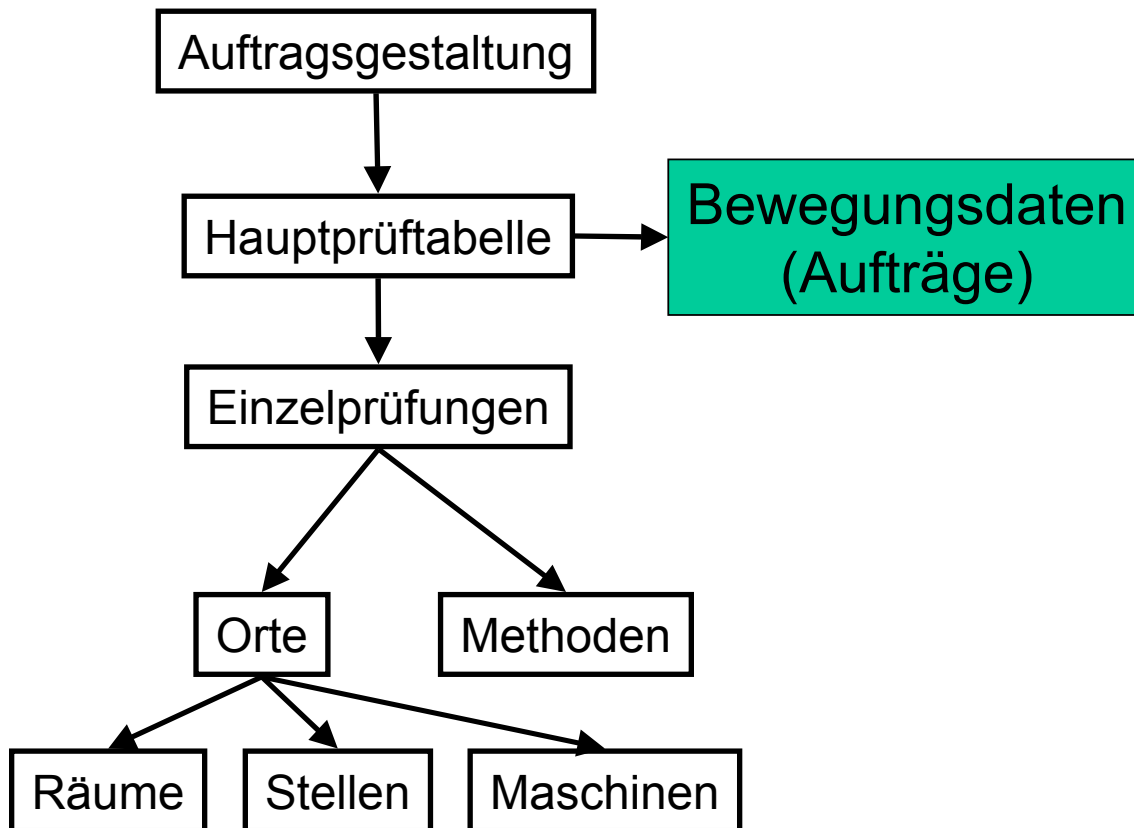 Auftragsgestaltung
Hauptprüftabelle
Bewegungsdaten
(Aufträge)
Einzelprüfungen
Orte
Methoden
Räume
Stellen
Maschinen